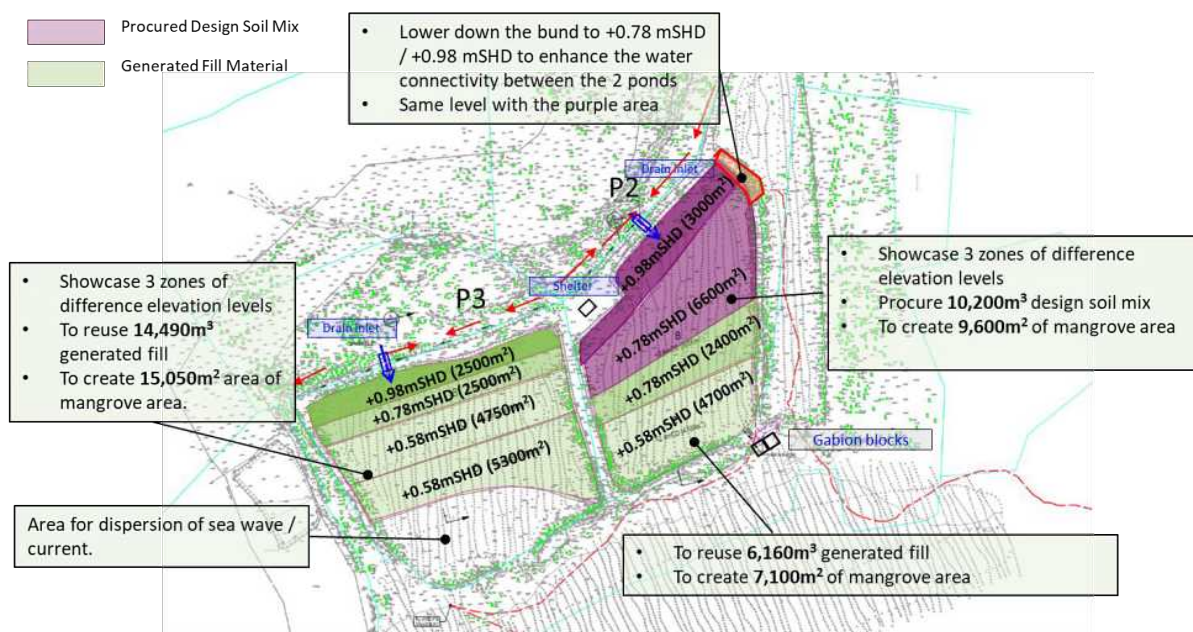 Procured Design Soil Mix
Generated Fill Material
• Lower down the bund to +0.78 mSHD
/ +0.98 mSHD to enhance the water
connectivity between the 2 ponds
• Same level with the purple area
Drain inlet
P2
+0.98mSHD (3000m²)
• Showcase 3 zones of difference
elevation levels
• Procure 10,200m³ design soil mix
• To create 9,600m² of mangrove area
• Showcase 3 zones of
difference elevation levels
• To reuse 14,490m³
generated fill
• To create 15,050m² area of
mangrove area.
Shelter
P3
Drain inlet
+0.78mSHD (6600m²)
+0.78mSHD (2400m²)
+0.58mSHD (4700m²)
+0.98mSHD (2500m²)
+0.78mSHD (2500m²)
+0.58mSHD (4750m²)
+0.58mSHD (5300m²)
Gabion blocks
Area for dispersion of sea wave /
current.
• To reuse 6,160m³ generated fill
• To create 7,100m² of mangrove area